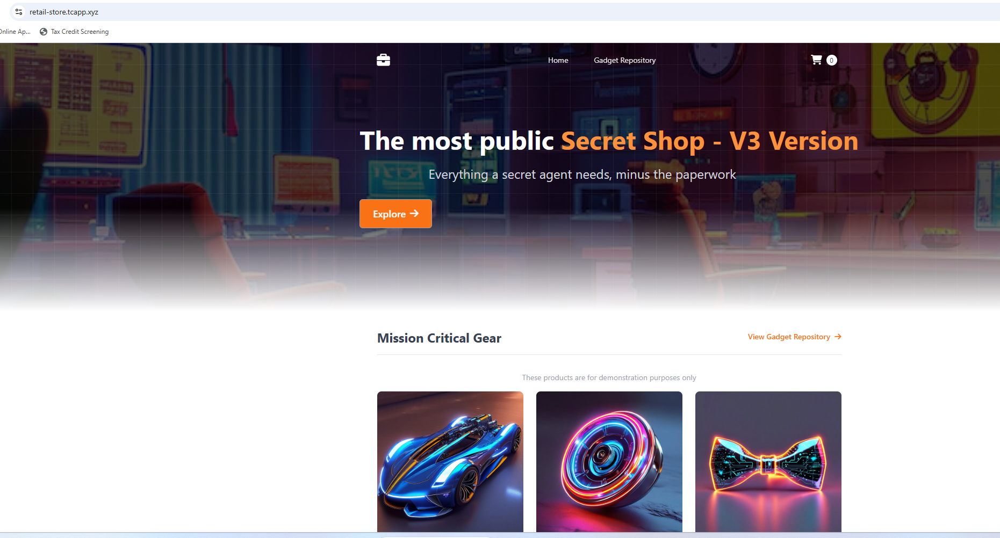 retail-store.tcapp.xyz
Online Ap...
Tax Credit Screening
Home
Gadget Repository
0
The most public Secret Shop - V3 Version
Everything a secret agent needs, minus the paperwork
Explore
Mission Critical Gear
View Gadget Repository
These products are for demonstration purposes only